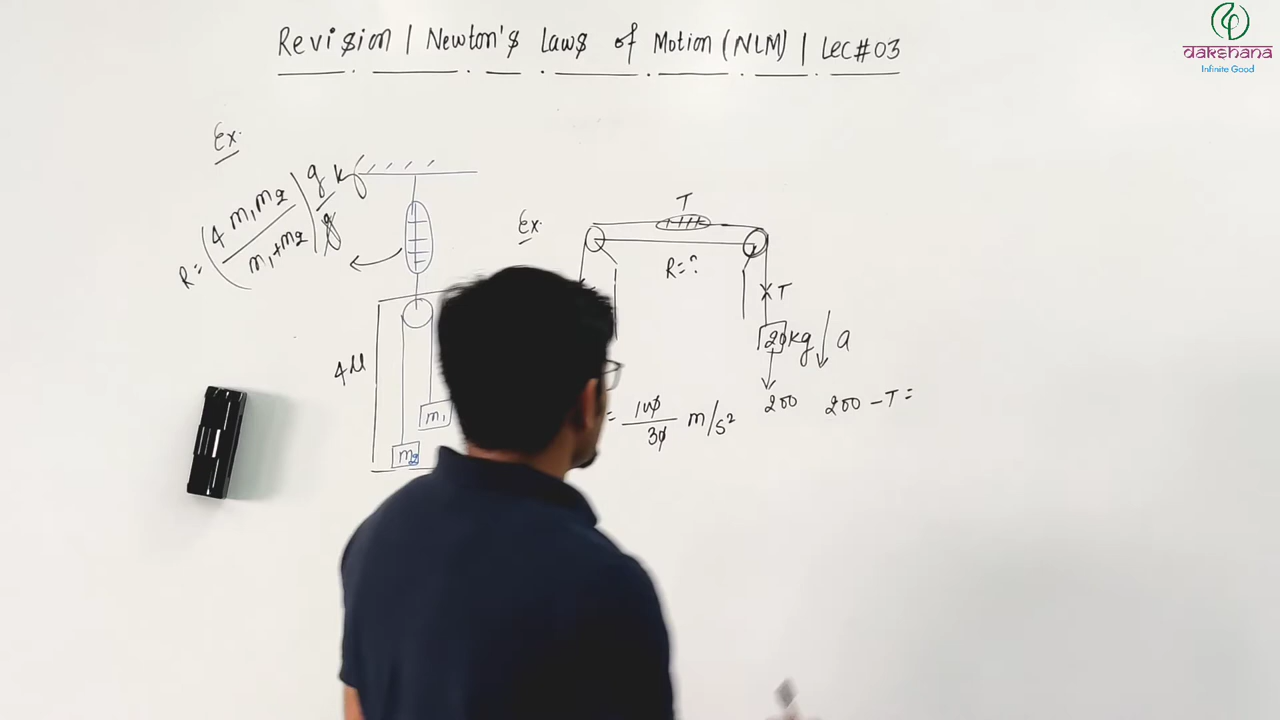 Revision | Newton's Laws of Motion (NLM) | Lec#03
dakshana
Infinite Good
Ex.
R = (4 m₁m₂ / m₁+m₂) g/g
4M
m₁
m₂
Ex.
T
R = ?
T
20kg
a
= 100/30 m/s²
200
200 - T =